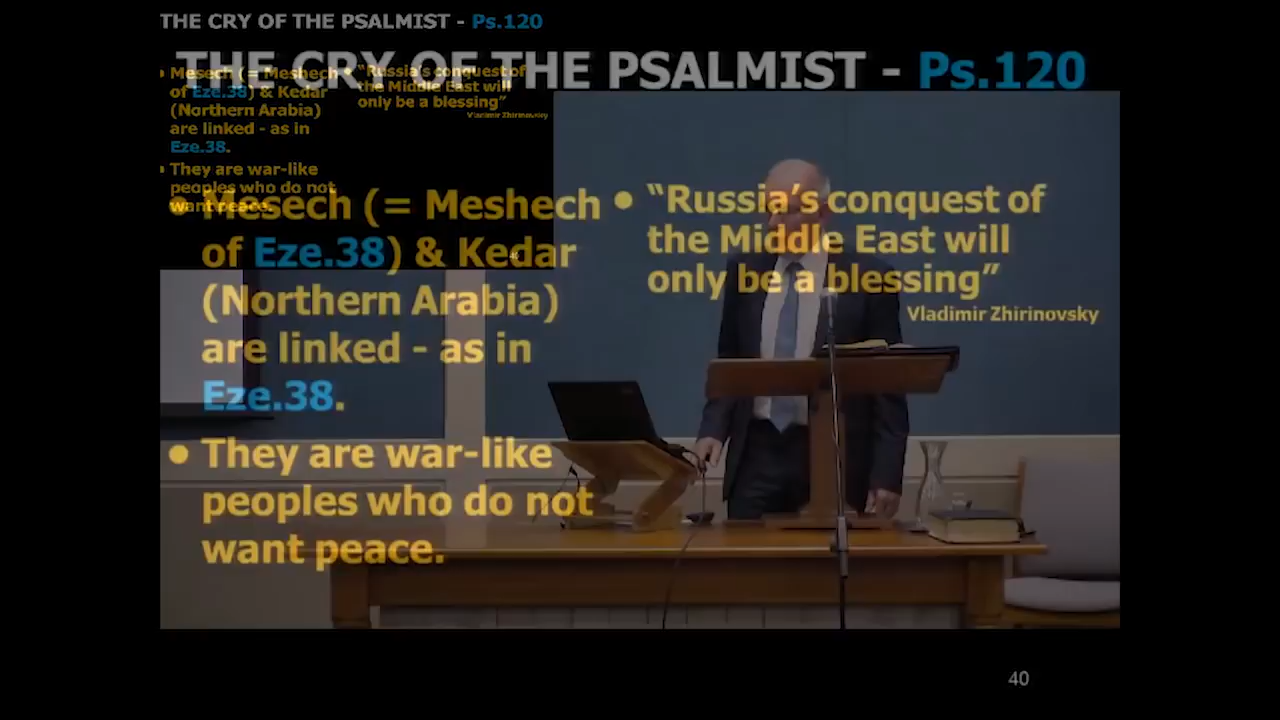 THE CRY OF THE PSALMIST - Ps.120
• Mesech (= Meshech
of Eze.38) & Kedar
(Northern Arabia)
are linked - as in
Eze.38.
• They are war-like
peoples who do not
want peace.
• “Russia’s conquest of
the Middle East will
only be a blessing”
Vladimir Zhirinovsky
40
THE CRY OF THE PSALMIST - Ps.120
• Mesech (= Meshech
of Eze.38) & Kedar
(Northern Arabia)
are linked - as in
Eze.38.
• They are war-like
peoples who do not
want peace.
• “Russia’s conquest of
the Middle East will
only be a blessing”
Vladimir Zhirinovsky
40